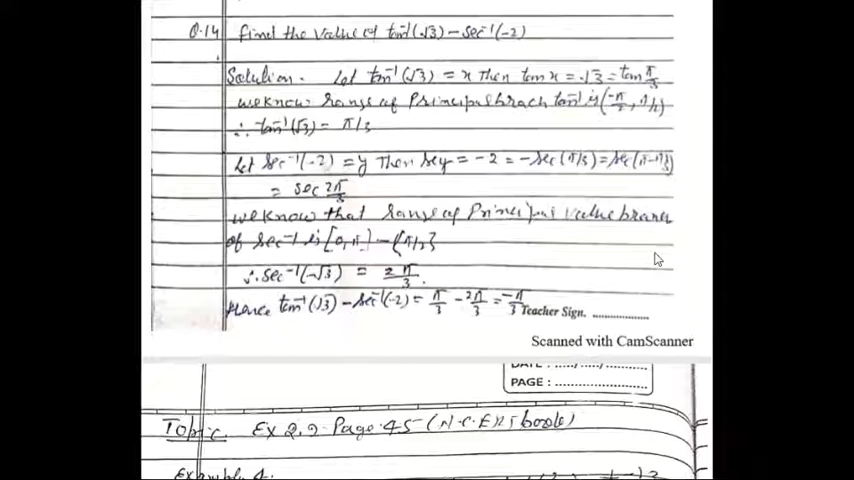 Q.14 Find the value of tan⁻¹(√3) − sec⁻¹(−2)
Solution. Let tan⁻¹(√3) = x then tan x = √3 = tan π/3
we know range of Principal brach tan⁻¹ is (−π/2, π/2)
∴ tan⁻¹(√3) = π/3
Let sec⁻¹(−2) = y Then sey = −2 = −sec(π/3) = sec(π−π/3)
= sec 2π/3
we know that range of Principal value branch
of sec⁻¹ is [0, π] − {π/2}
∴ sec⁻¹(−√3) = 2π/3.
Hence tan⁻¹(√3) − sec⁻¹(−2) = π/3 − 2π/3 = −π/3
Teacher Sign. ..................
Scanned with CamScanner
DATE : ....../....../..........
PAGE : ........................
Topic. Ex 2.2 Page 45 (N.C.E.R.T book)
Example 4.